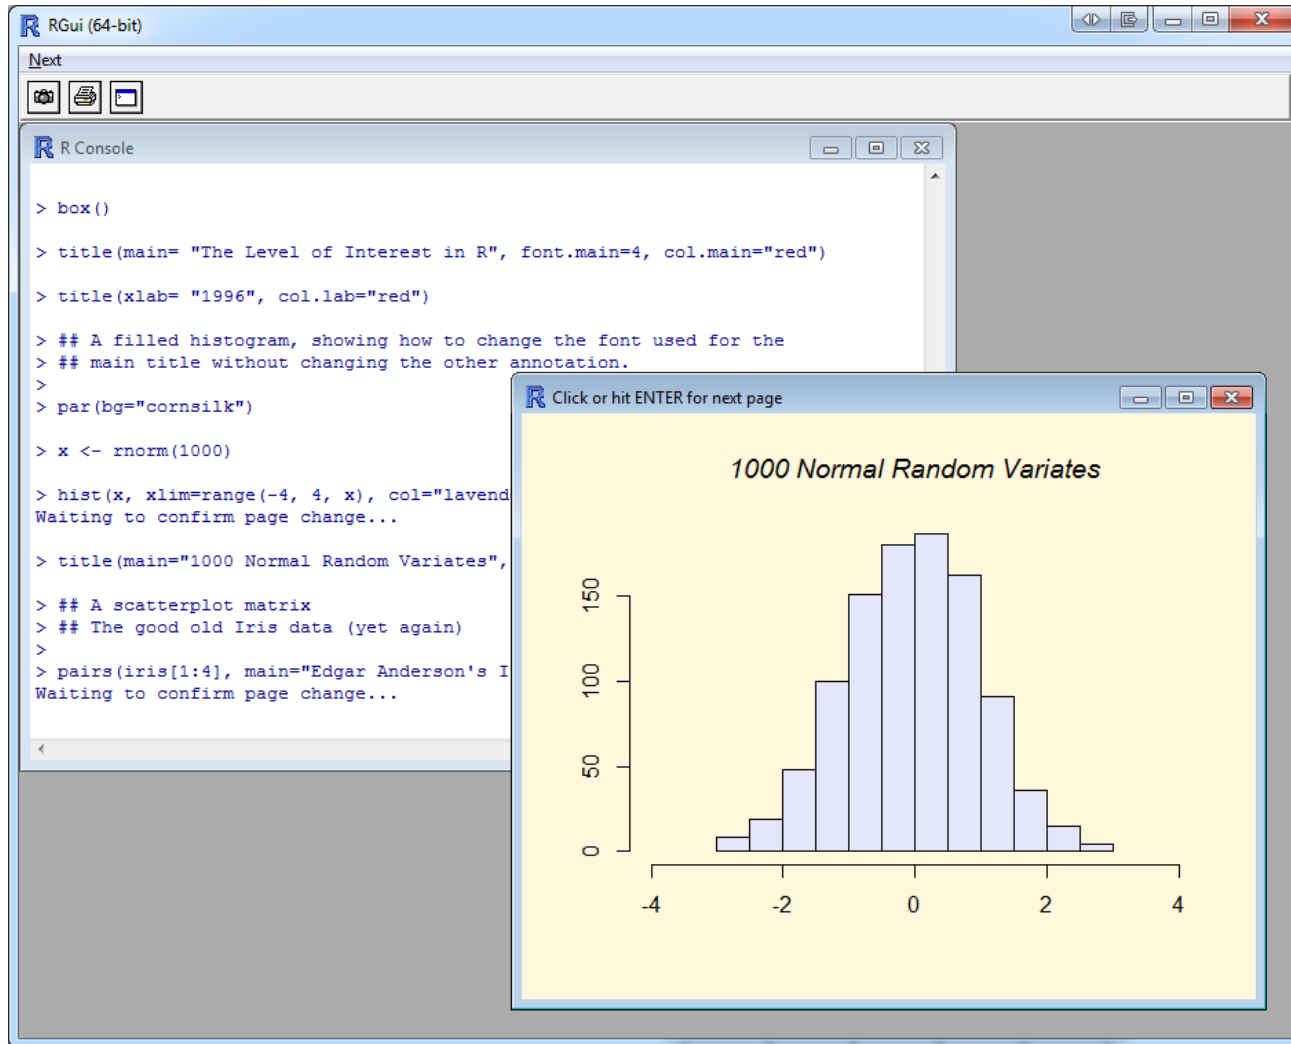 RGui (64-bit)
Next
R Console
> box()
> title(main= "The Level of Interest in R", font.main=4, col.main="red")
> title(xlab= "1996", col.lab="red")
> ## A filled histogram, showing how to change the font used for the
> ## main title without changing the other annotation.
>
> par(bg="cornsilk")
> x <- rnorm(1000)
> hist(x, xlim=range(-4, 4, x), col="lavend
Waiting to confirm page change...
> title(main="1000 Normal Random Variates",
> ## A scatterplot matrix
> ## The good old Iris data (yet again)
>
> pairs(iris[1:4], main="Edgar Anderson's I
Waiting to confirm page change...
Click or hit ENTER for next page
1000 Normal Random Variates
150
100
50
0
-4 -2 0 2 4